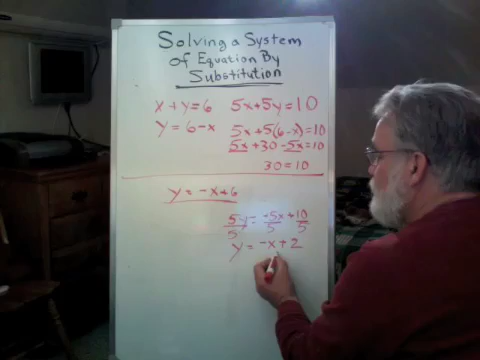 Solving a System
of Equation By
Substitution
x + y = 6 5x + 5y = 10
y = 6 - x 5x + 5(6 - x) = 10
5x + 30 - 5x = 10
30 = 10
y = -x + 6
5y/5 = -5x/5 + 10/5
y = -x + 2